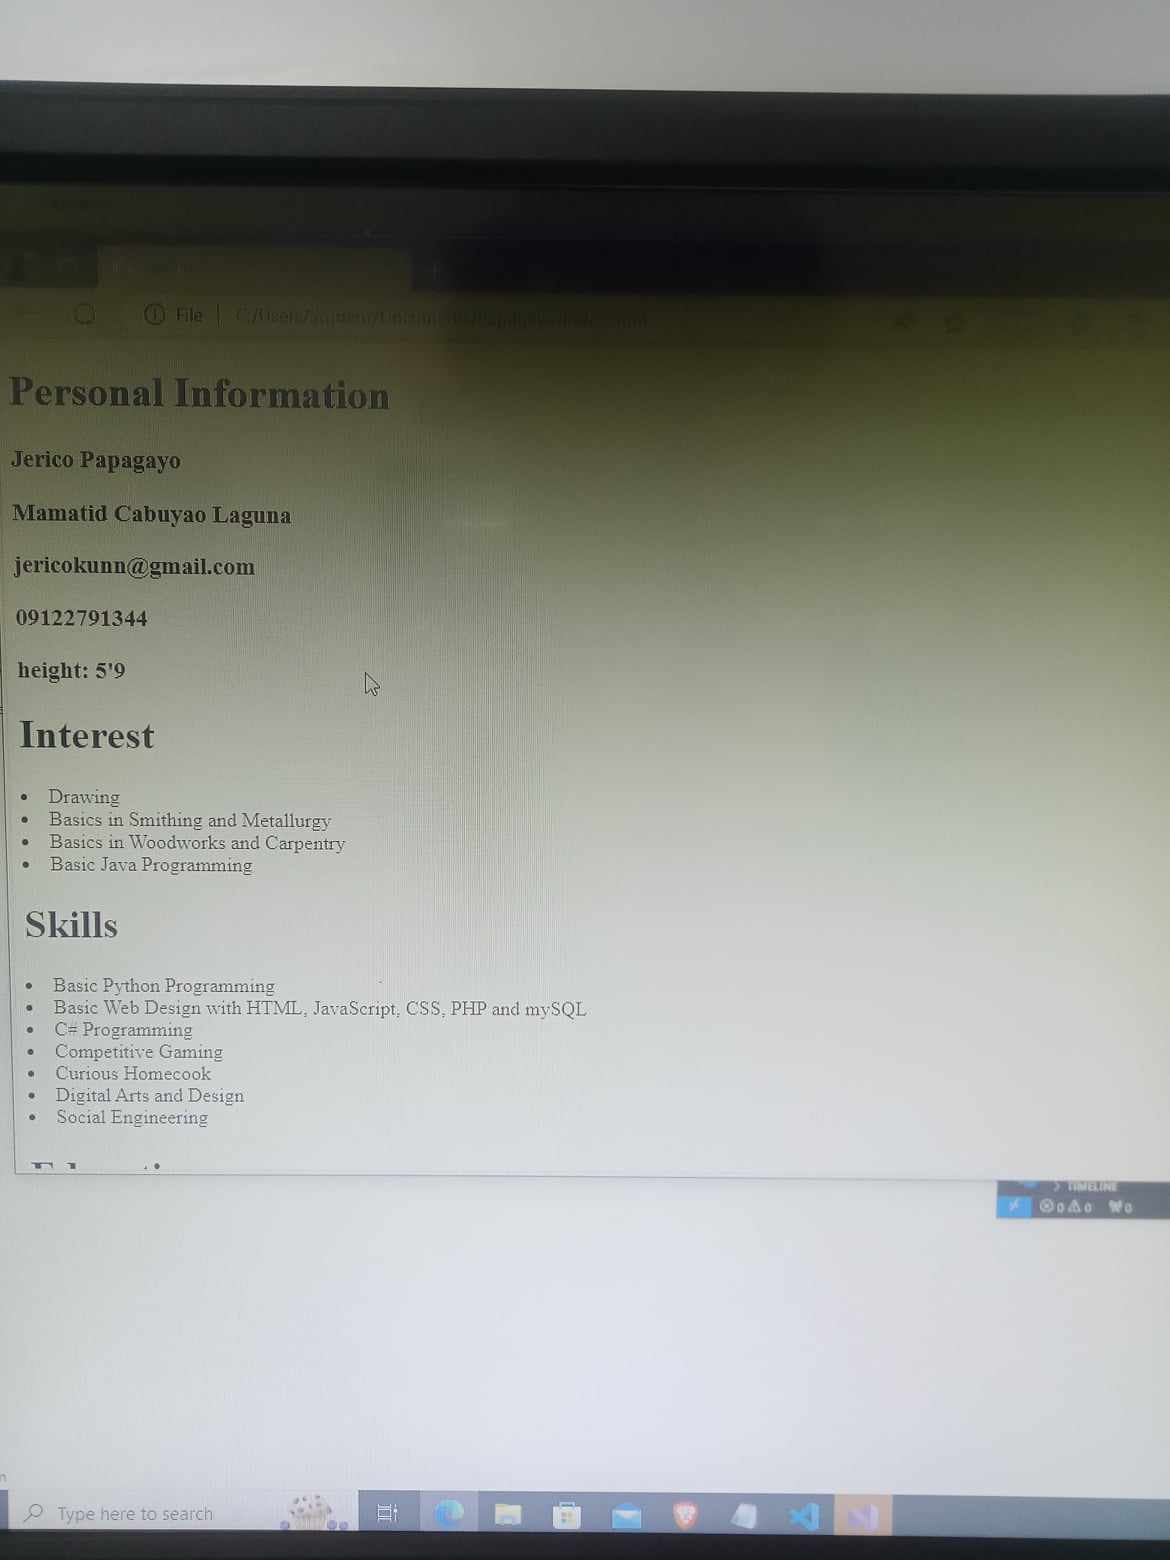 File
Personal Information
Jerico Papagayo
Mamatid Cabuyao Laguna
jericokunn@gmail.com
09122791344
height: 5'9
Interest
Drawing
Basics in Smithing and Metallurgy
Basics in Woodworks and Carpentry
Basic Java Programming
Skills
Basic Python Programming
Basic Web Design with HTML, JavaScript, CSS, PHP and mySQL
C# Programming
Competitive Gaming
Curious Homecook
Digital Arts and Design
Social Engineering
TIMELINE
0 0 0
Type here to search